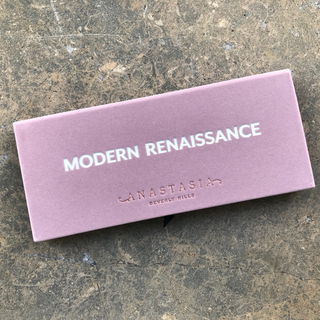 MODERN RENAISSANCE
ANASTASIA
BEVERLY HILLS